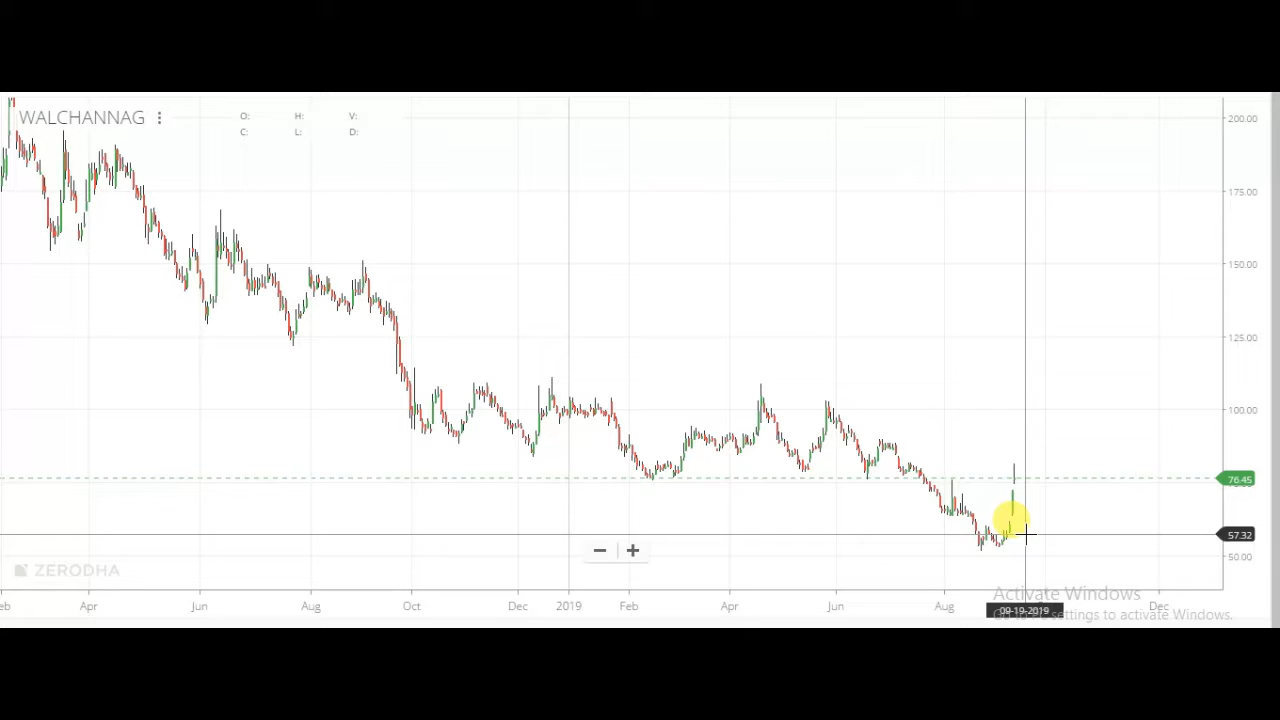 WALCHANNAG
O: H: V:
C: L: D:
200.00
175.00
150.00
125.00
100.00
76.45
57.32
50.00
ZERODHA
Activate Windows
eb Apr Jun Aug Oct Dec 2019 Feb Apr Jun Aug Dec
09-19-2019
settings to activate Windows.